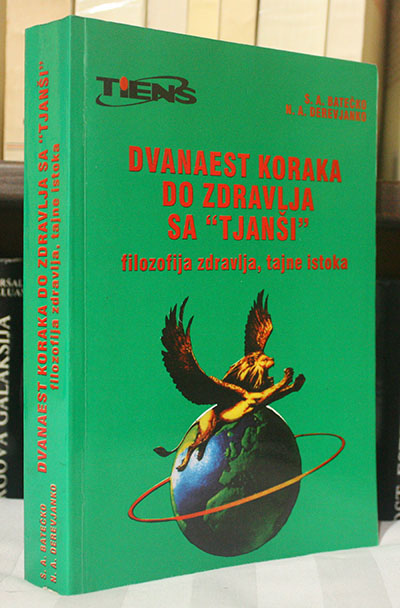 TIENS
S. A. BATEČKO
N. A. DEREVJANKO
DVANAEST KORAKA
DO ZDRAVLJA
SA “TJANŠI”
filozofija zdravlja, tajne istoka
DVANAEST KORAKA DO ZDRAVLJA SA “TJANŠI”
filozofija zdravlja, tajne istoka
S. A. BATEČKO
N. A. DEREVJANKO
GALAKSIJA